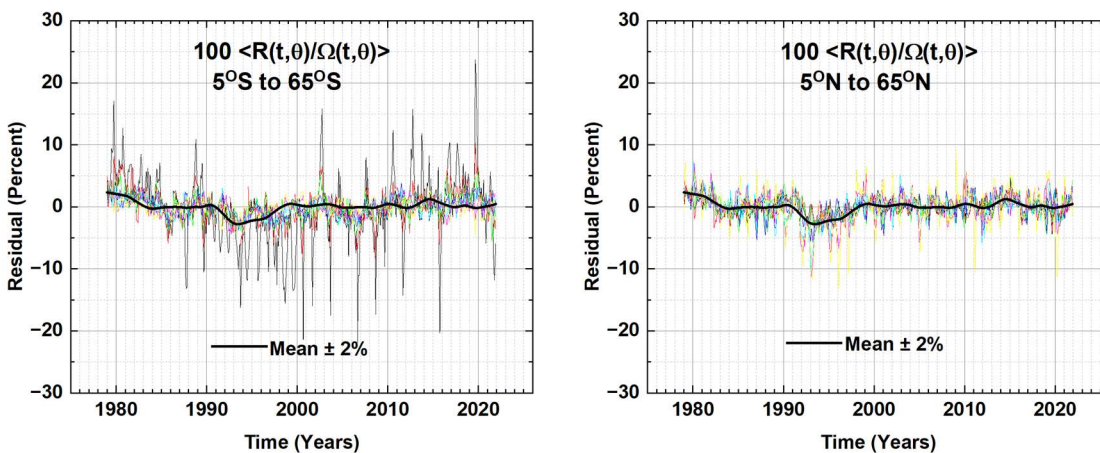 100 <R(t,θ)/Ω(t,θ)>
5ᴼS to 65ᴼS
Residual (Percent)
30
20
10
0
−10
−20
−30
Mean ± 2%
1980 1990 2000 2010 2020
Time (Years)
100 <R(t,θ)/Ω(t,θ)>
5ᴼN to 65ᴼN
Residual (Percent)
30
20
10
0
−10
−20
−30
Mean ± 2%
1980 1990 2000 2010 2020
Time (Years)